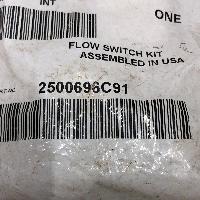 INT
ONE
FLOW SWITCH KIT
ASSEMBLED IN USA
2500696C91